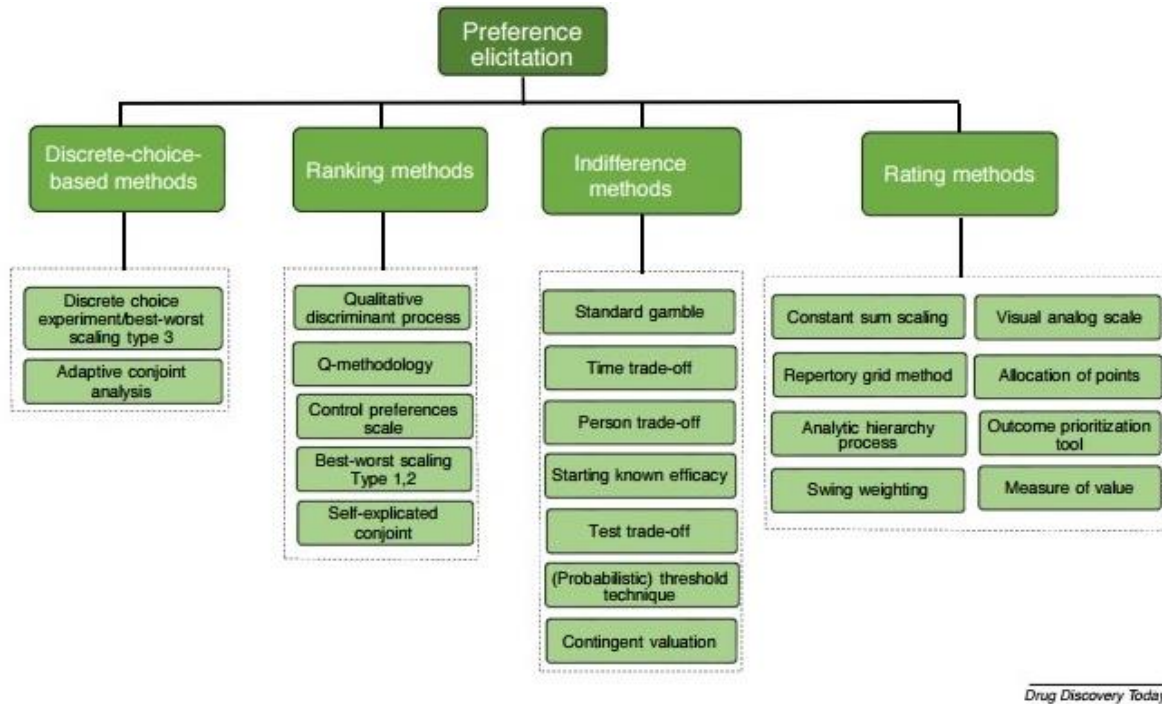 Preference
elicitation
Discrete-choice-
based methods
Ranking methods
Indifference
methods
Rating methods
Discrete choice
experiment/best-worst
scaling type 3
Adaptive conjoint
analysis
Qualitative
discriminant process
Q-methodology
Control preferences
scale
Best-worst scaling
Type 1,2
Self-explicated
conjoint
Standard gamble
Time trade-off
Person trade-off
Starting known efficacy
Test trade-off
(Probabilistic) threshold
technique
Contingent valuation
Constant sum scaling
Repertory grid method
Analytic hierarchy
process
Swing weighting
Visual analog scale
Allocation of points
Outcome prioritization
tool
Measure of value
Drug Discovery Today